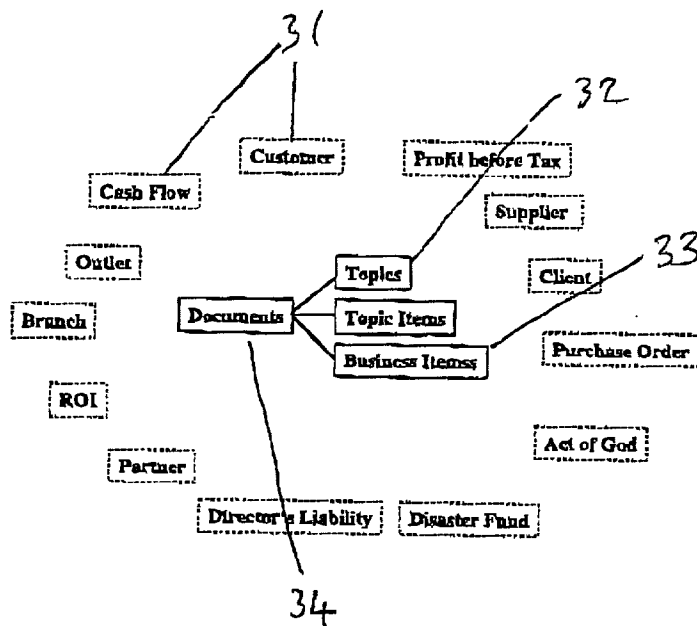 31
32
Customer
Profit before Tax
Cash Flow
Supplier
33
Outlet
Topics
Client
Branch
Documents
Topic Items
Business Itemss
Purchase Order
ROI
Act of God
Partner
Director's Liability
Disaster Fund
34